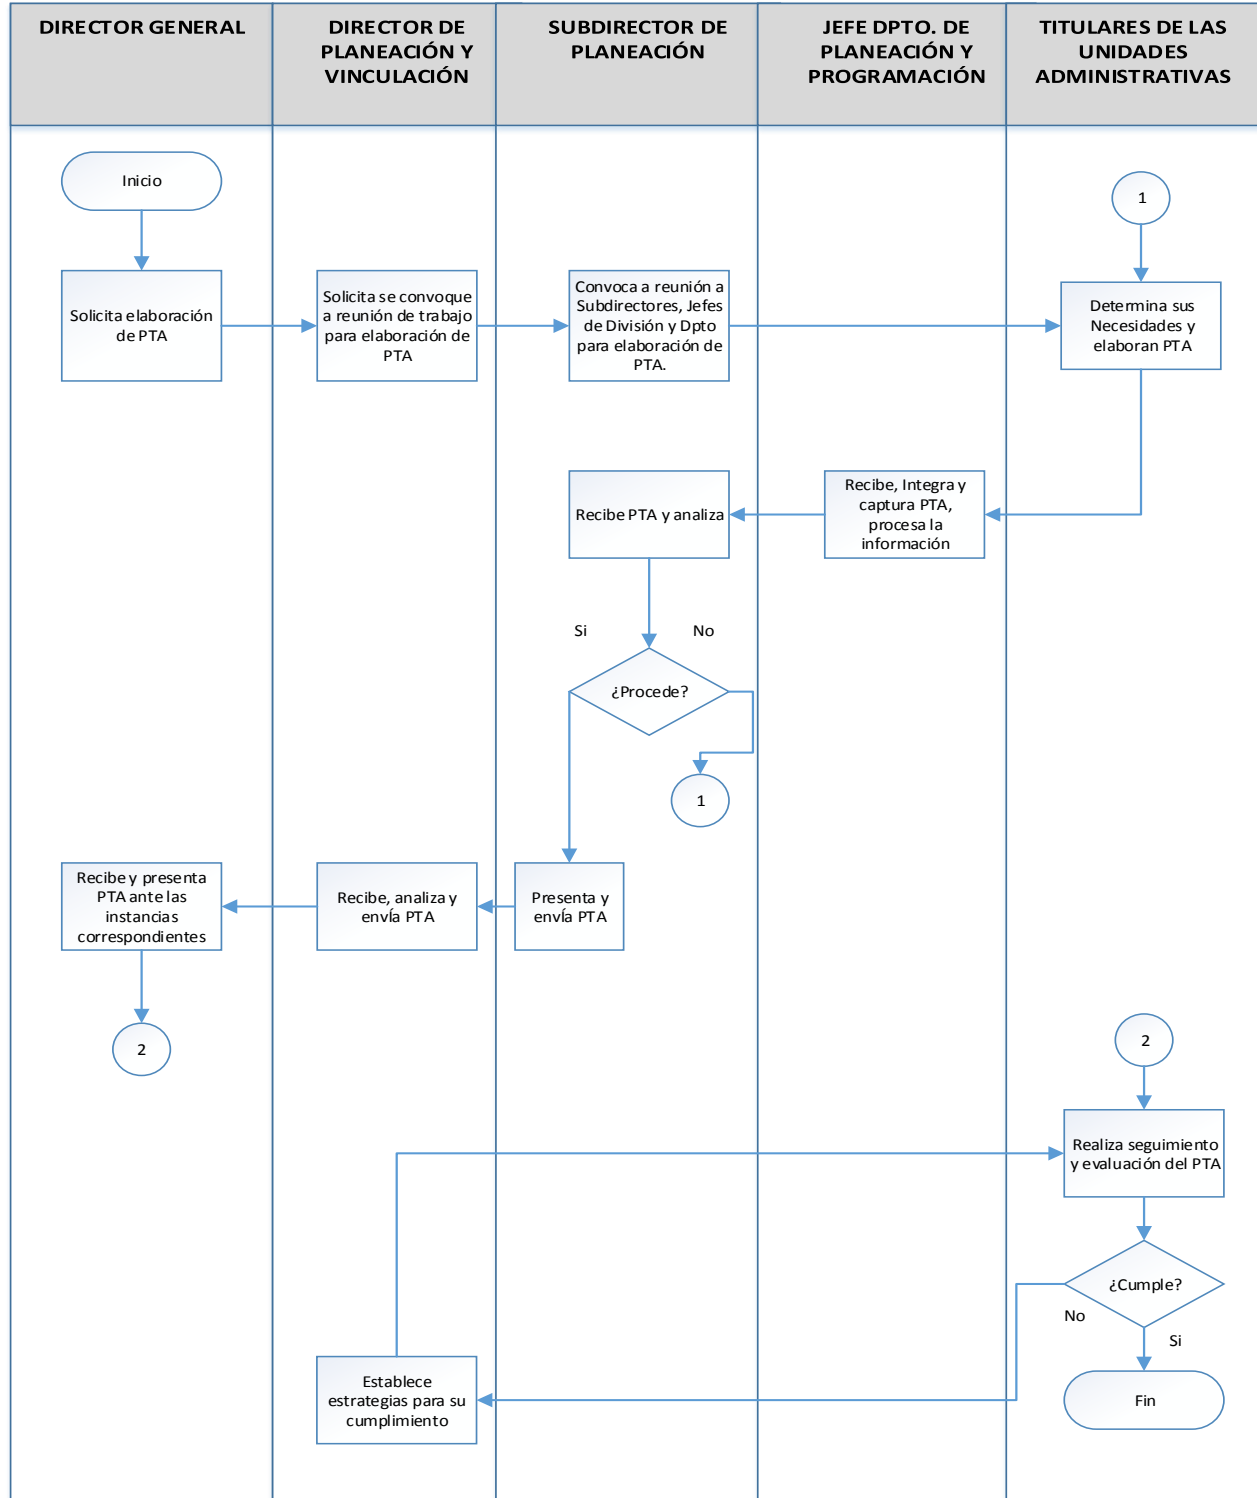 DIRECTOR GENERAL
DIRECTOR DE
PLANEACIÓN Y
VINCULACIÓN
SUBDIRECTOR DE
PLANEACIÓN
JEFE DPTO. DE
PLANEACIÓN Y
PROGRAMACIÓN
TITULARES DE LAS
UNIDADES
ADMINISTRATIVAS
Inicio
1
Solicita elaboración
de PTA
Solicita se convoque
a reunión de trabajo
para elaboración de
PTA
Convoca a reunión a
Subdirectores, Jefes
de División y Dpto
para elaboración de
PTA.
Determina sus
Necesidades y
elaboran PTA
Recibe PTA y analiza
Recibe, Integra y
captura PTA,
procesa la
información
Si
No
¿Procede?
1
Recibe y presenta
PTA ante las
instancias
correspondientes
Recibe, analiza y
envía PTA
Presenta y
envía PTA
2
2
Realiza seguimiento
y evaluación del PTA
¿Cumple?
No
Si
Establece
estrategias para su
cumplimiento
Fin